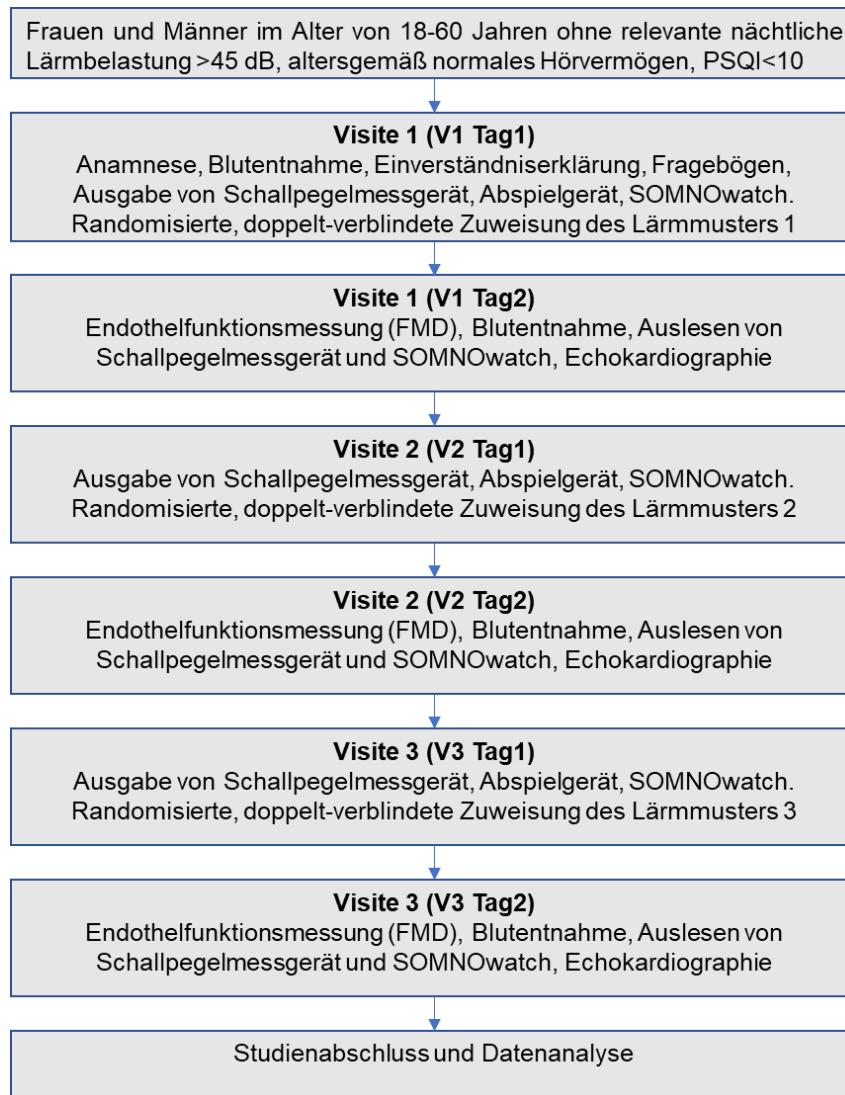 Frauen und Männer im Alter von 18-60 Jahren ohne relevante nächtliche
Lärmbelastung >45 dB, altersgemäß normales Hörvermögen, PSQI<10
Visite 1 (V1 Tag1)
Anamnese, Blutentnahme, Einverständniserklärung, Fragebögen,
Ausgabe von Schallpegelmessgerät, Abspielgerät, SOMNOwatch.
Randomisierte, doppelt-verblindete Zuweisung des Lärmmusters 1
Visite 1 (V1 Tag2)
Endothelfunktionsmessung (FMD), Blutentnahme, Auslesen von
Schallpegelmessgerät und SOMNOwatch, Echokardiographie
Visite 2 (V2 Tag1)
Ausgabe von Schallpegelmessgerät, Abspielgerät, SOMNOwatch.
Randomisierte, doppelt-verblindete Zuweisung des Lärmmusters 2
Visite 2 (V2 Tag2)
Endothelfunktionsmessung (FMD), Blutentnahme, Auslesen von
Schallpegelmessgerät und SOMNOwatch, Echokardiographie
Visite 3 (V3 Tag1)
Ausgabe von Schallpegelmessgerät, Abspielgerät, SOMNOwatch.
Randomisierte, doppelt-verblindete Zuweisung des Lärmmusters 3
Visite 3 (V3 Tag2)
Endothelfunktionsmessung (FMD), Blutentnahme, Auslesen von
Schallpegelmessgerät und SOMNOwatch, Echokardiographie
Studienabschluss und Datenanalyse